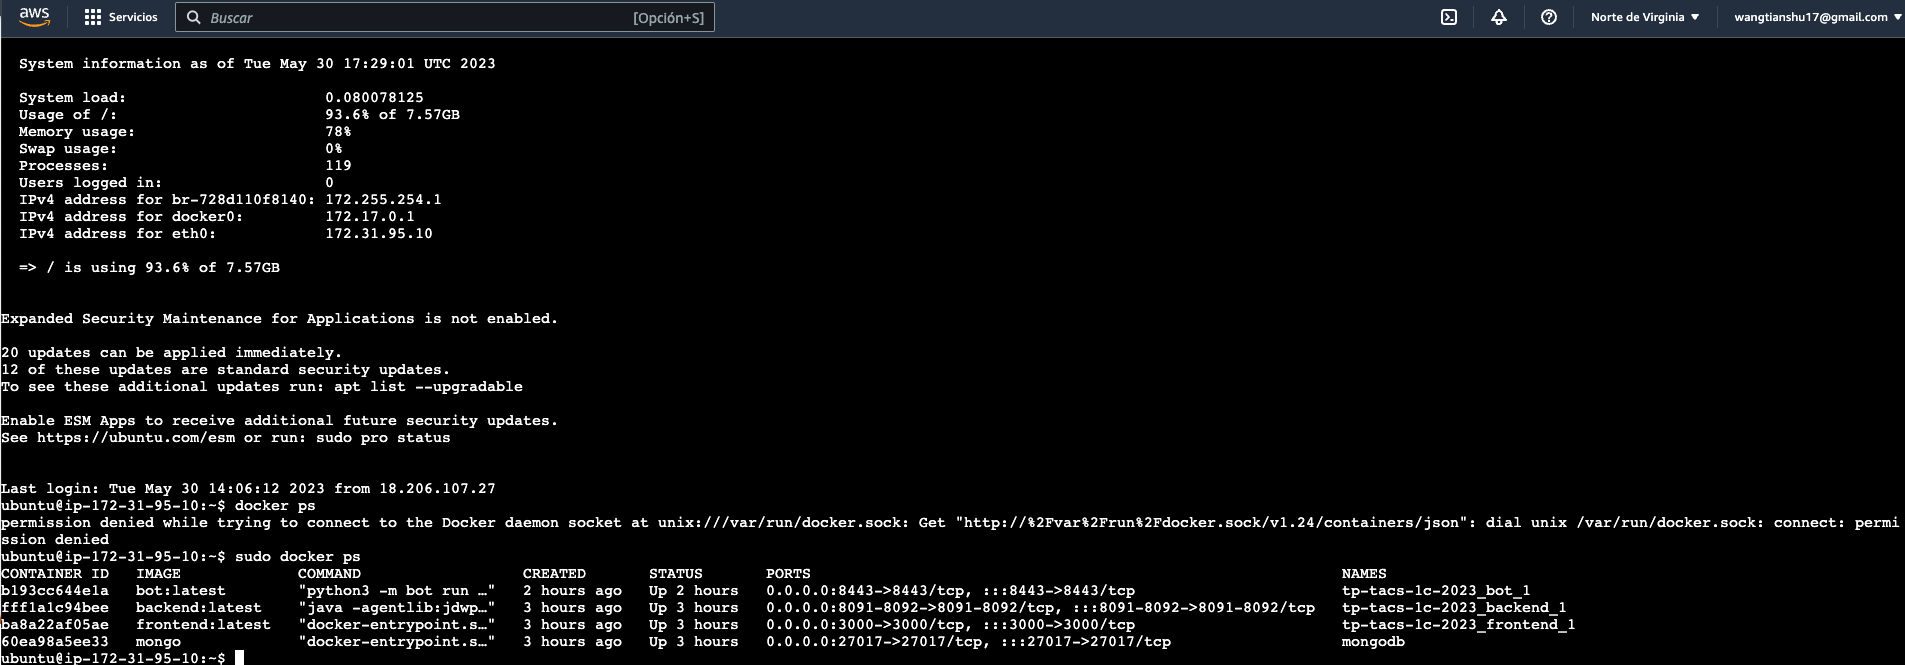 aws Servicios Buscar [Opción+S] Norte de Virginia wangtianshu17@gmail.com
System information as of Tue May 30 17:29:01 UTC 2023
System load: 0.080078125
Usage of /: 93.6% of 7.57GB
Memory usage: 78%
Swap usage: 0%
Processes: 119
Users logged in: 0
IPv4 address for br-728d110f8140: 172.255.254.1
IPv4 address for docker0: 172.17.0.1
IPv4 address for eth0: 172.31.95.10
=> / is using 93.6% of 7.57GB
Expanded Security Maintenance for Applications is not enabled.
20 updates can be applied immediately.
12 of these updates are standard security updates.
To see these additional updates run: apt list --upgradable
Enable ESM Apps to receive additional future security updates.
See https://ubuntu.com/esm or run: sudo pro status
Last login: Tue May 30 14:06:12 2023 from 18.206.107.27
ubuntu@ip-172-31-95-10:~$ docker ps
permission denied while trying to connect to the Docker daemon socket at unix:///var/run/docker.sock: Get "http://%2Fvar%2Frun%2Fdocker.sock/v1.24/containers/json": dial unix /var/run/docker.sock: connect: permi
ssion denied
ubuntu@ip-172-31-95-10:~$ sudo docker ps
CONTAINER ID IMAGE COMMAND CREATED STATUS PORTS NAMES
b193cc644e1a bot:latest "python3 -m bot run …" 2 hours ago Up 2 hours 0.0.0.0:8443->8443/tcp, :::8443->8443/tcp tp-tacs-1c-2023_bot_1
fff1a1c94bee backend:latest "java -agentlib:jdwp…" 3 hours ago Up 3 hours 0.0.0.0:8091-8092->8091-8092/tcp, :::8091-8092->8091-8092/tcp tp-tacs-1c-2023_backend_1
ba8a22af05ae frontend:latest "docker-entrypoint.s…" 3 hours ago Up 3 hours 0.0.0.0:3000->3000/tcp, :::3000->3000/tcp tp-tacs-1c-2023_frontend_1
60ea98a5ee33 mongo "docker-entrypoint.s…" 3 hours ago Up 3 hours 0.0.0.0:27017->27017/tcp, :::27017->27017/tcp mongodb
ubuntu@ip-172-31-95-10:~$